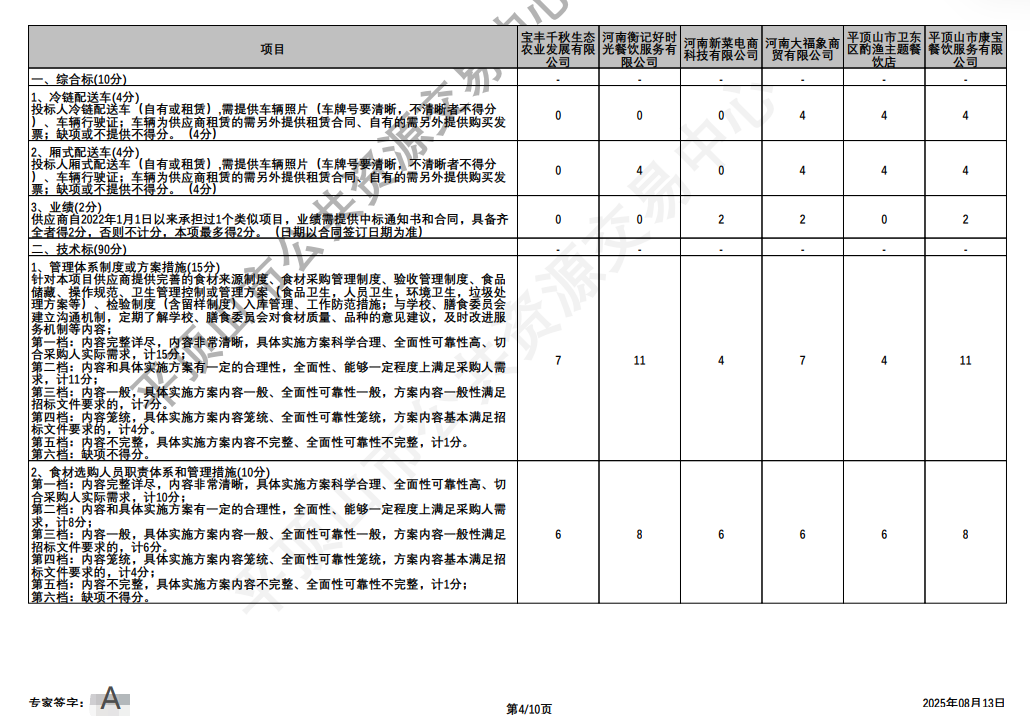 项目
宝丰千秋生态
农业发展有限
公司
河南衡记好时
光餐饮服务有
限公司
河南新莱电商
科技有限公司
河南大福象商
贸有限公司
平顶山市卫东
区酌渔主题餐
饮店
平顶山市康宝
餐饮服务有限
公司
一、综合标(10分) - - - - - -
1、冷链配送车(4分)
投标人冷链配送车（自有或租赁）,需提供车辆照片（车牌号要清晰，不清晰者不得分
）、车辆行驶证；车辆为供应商租赁的需另外提供租赁合同、自有的需另外提供购买发
票；缺项或不提供不得分。（4分）
0 0 0 4 4 4
2、厢式配送车(4分)
投标人厢式配送车（自有或租赁）,需提供车辆照片（车牌号要清晰，不清晰者不得分
）、车辆行驶证；车辆为供应商租赁的需另外提供租赁合同、自有的需另外提供购买发
票；缺项或不提供不得分。（4分）
0 4 0 4 4 4
3、业绩(2分)
供应商自2022年1月1日以来承担过1个类似项目，业绩需提供中标通知书和合同，具备齐
全者得2分，否则不计分，本项最多得2分。（日期以合同签订日期为准）
0 0 2 2 0 2
二、技术标(90分) - - - - - -
1、管理体系制度或方案措施(15分)
针对本项目供应商提供完善的食材来源制度、食材采购管理制度、验收管理制度、食品
储藏、操作规范、卫生管理控制或管理方案（食品卫生，人员卫生，环境卫生，垃圾处
理方案等）、检验制度（含留样制度）入库管理、工作防范措施；与学校、膳食委员会
建立沟通机制，定期了解学校、膳食委员会对食材质量、品种的意见建议，及时改进服
务机制等内容；
第一档：内容完整详尽，内容非常清晰，具体实施方案科学合理、全面性可靠性高、切
合采购人实际需求，计15分；
第二档：内容和具体实施方案有一定的合理性，全面性、能够一定程度上满足采购人需
求，计11分；
第三档：内容一般，具体实施方案内容一般、全面性可靠性一般，方案内容一般性满足
招标文件要求的，计7分。
第四档：内容笼统，具体实施方案内容笼统、全面性可靠性笼统，方案内容基本满足招
标文件要求的，计4分。
第五档：内容不完整，具体实施方案内容不完整、全面性可靠性不完整，计1分。
第六档：缺项不得分。
7 11 4 7 4 11
2、食材选购人员职责体系和管理措施(10分)
第一档：内容完整详尽，内容非常清晰，具体实施方案科学合理、全面性可靠性高、切
合采购人实际需求，计10分；
第二档：内容和具体实施方案有一定的合理性，全面性、能够一定程度上满足采购人需
求，计8分；
第三档：内容一般，具体实施方案内容一般、全面性可靠性一般，方案内容一般性满足
招标文件要求的，计6分。
第四档：内容笼统，具体实施方案内容笼统、全面性可靠性笼统，方案内容基本满足招
标文件要求的，计4分；
第五档：内容不完整，具体实施方案内容不完整、全面性可靠性不完整，计1分；
第六档：缺项不得分。
6 8 6 6 6 8
平顶山市公共资源交易中心
平顶山市公共资源交易中心
专家签字： A
第4/10页
2025年08月13日